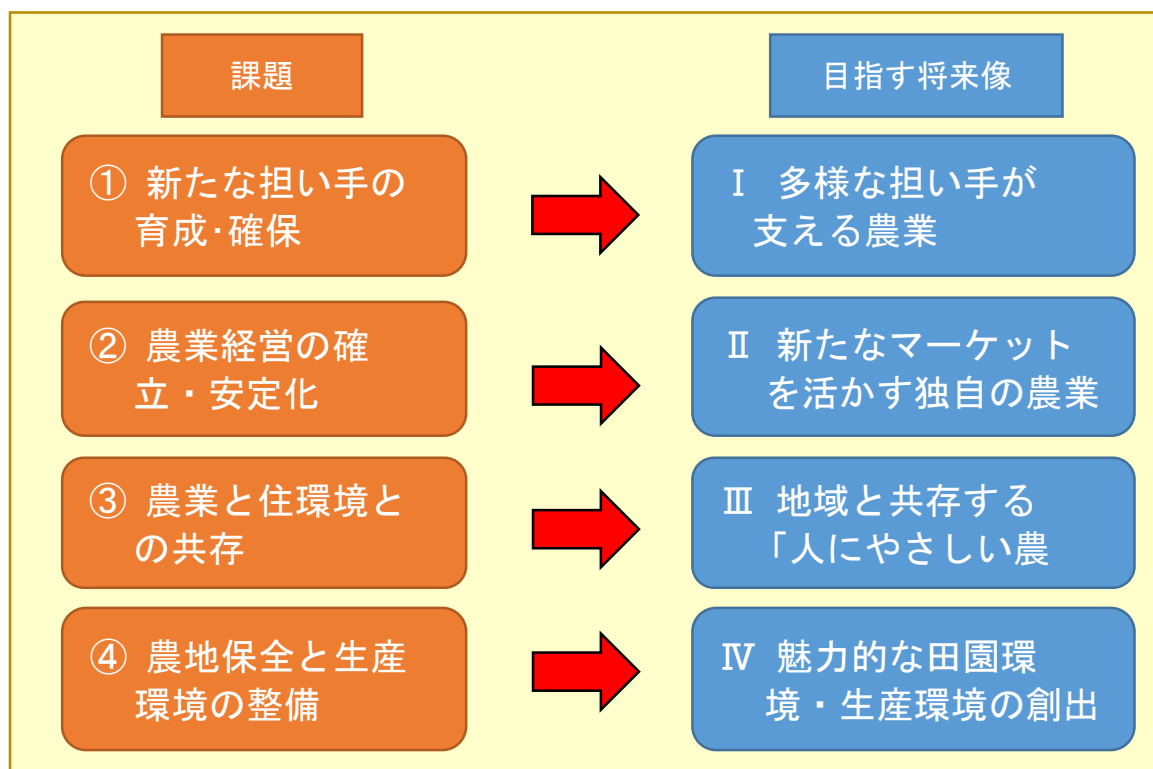 課題
目指す将来像
① 新たな担い手の
育成・確保
Ⅰ 多様な担い手が
支える農業
② 農業経営の確
立・安定化
Ⅱ 新たなマーケット
を活かす独自の農業
③ 農業と住環境と
の共存
Ⅲ 地域と共存する
「人にやさしい農
④ 農地保全と生産
環境の整備
Ⅳ 魅力的な田園環
境・生産環境の創出